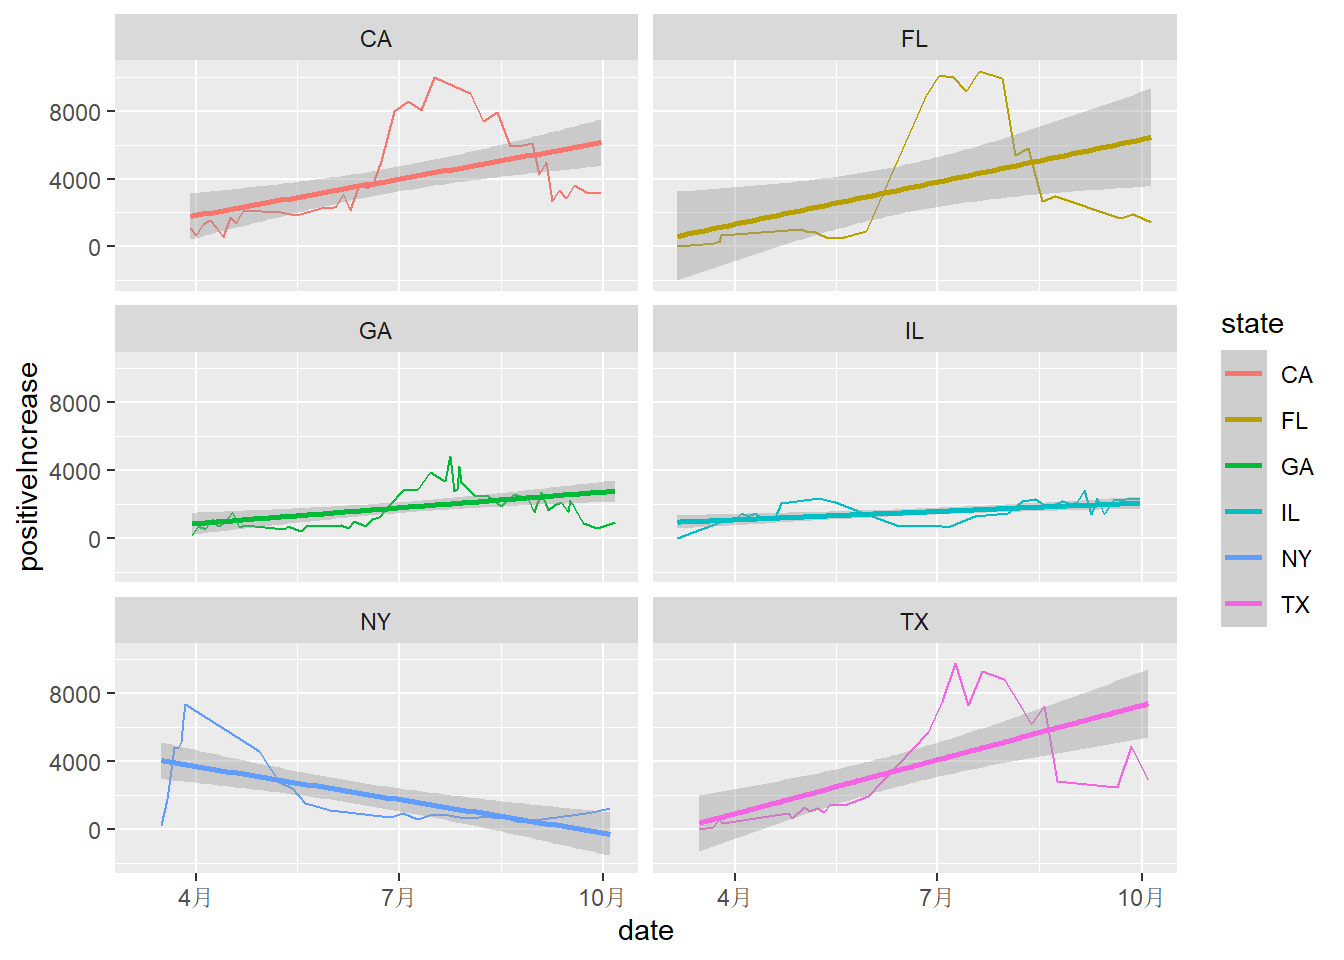 CA
FL
8000
4000
0
GA
IL
8000
4000
0
NY
TX
8000
4000
0
4月
7月
10月
4月
7月
10月
date
positiveIncrease
state
CA
FL
GA
IL
NY
TX